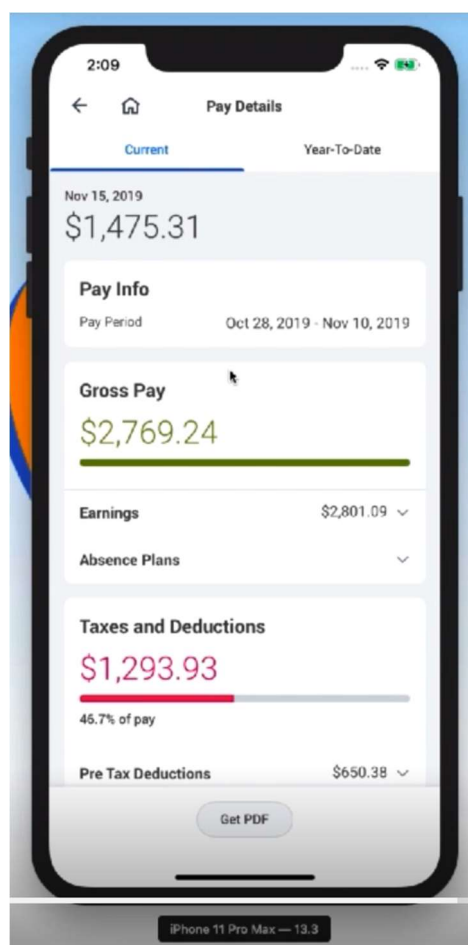 2:09
Pay Details
Current Year-To-Date
Nov 15, 2019
$1,475.31
Pay Info
Pay Period Oct 28, 2019 - Nov 10, 2019
Gross Pay
$2,769.24
Earnings $2,801.09
Absence Plans
Taxes and Deductions
$1,293.93
46.7% of pay
Pre Tax Deductions $650.38
Get PDF
iPhone 11 Pro Max — 13.3